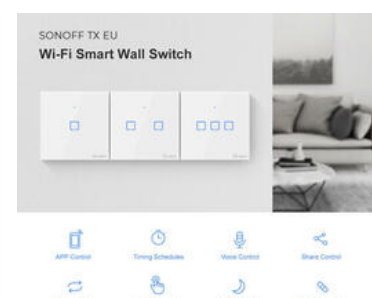 SONOFF TX EU
Wi-Fi Smart Wall Switch
APP Control
Timing Schedules
Voice Control
Share Control